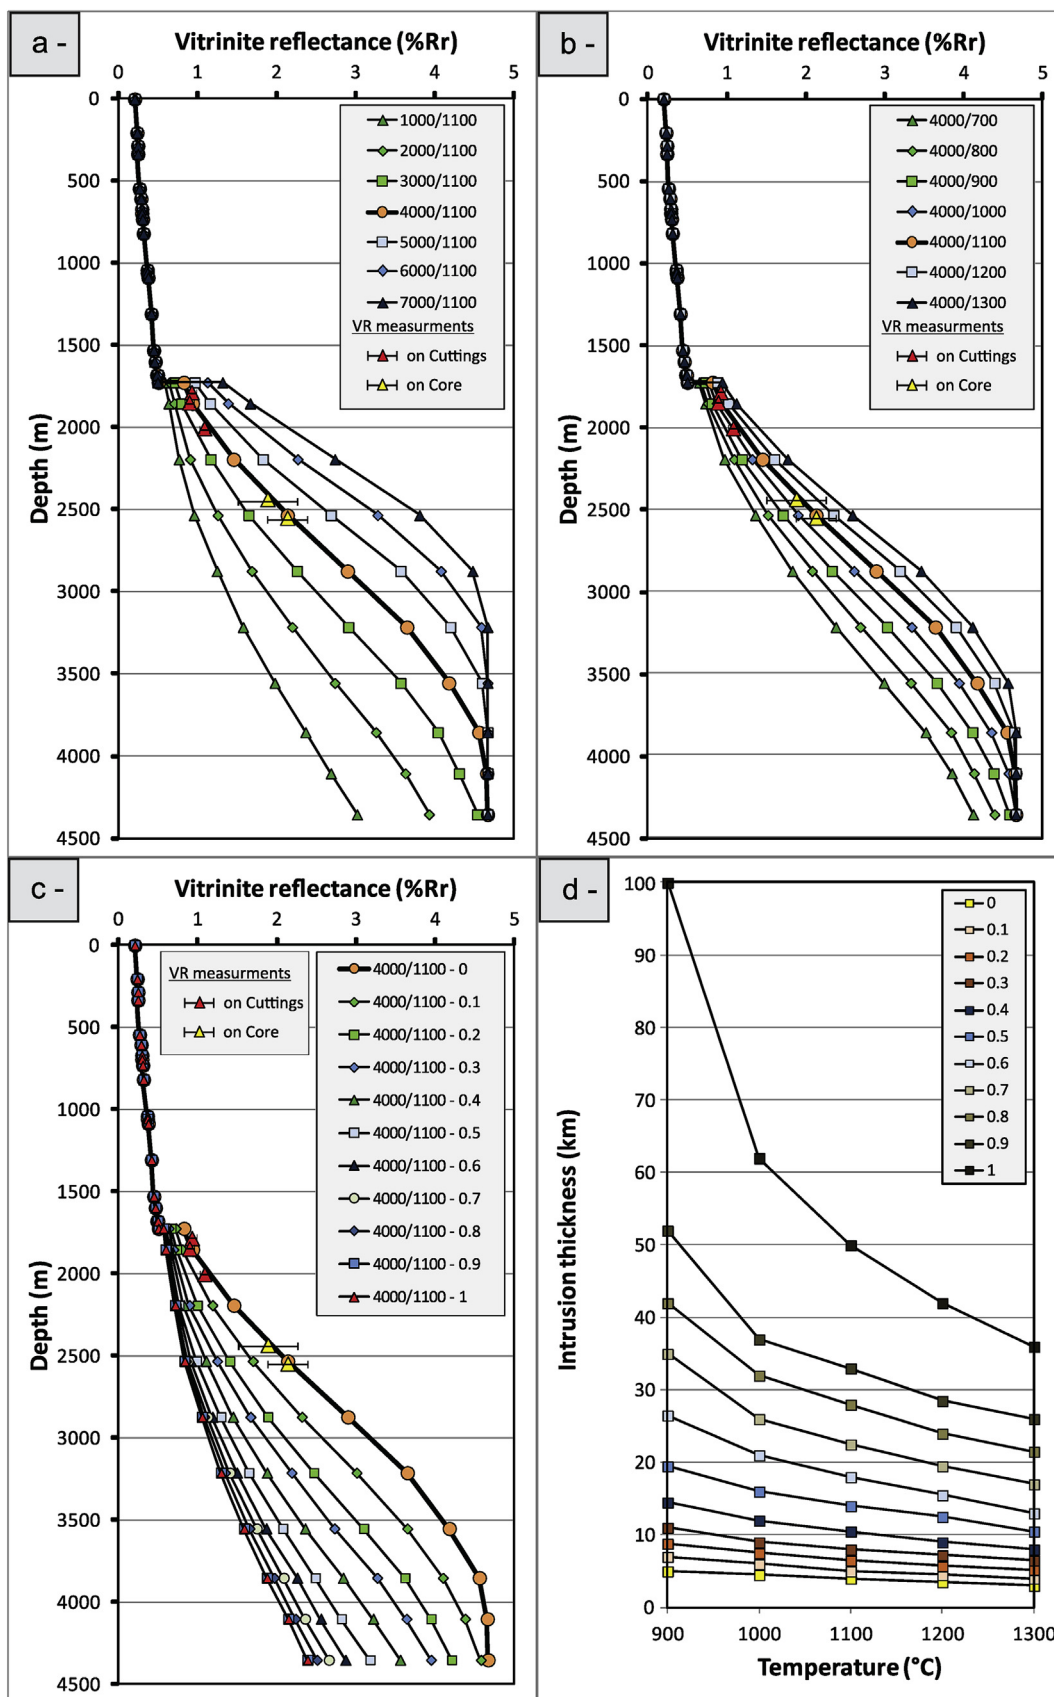 a -
Vitrinite reflectance (%Rr)
0 1 2 3 4 5
0
500
1000
1500
2000
2500
3000
3500
4000
4500
Depth (m)
1000/1100
2000/1100
3000/1100
4000/1100
5000/1100
6000/1100
7000/1100
VR measurments
on Cuttings
on Core
b -
Vitrinite reflectance (%Rr)
0 1 2 3 4 5
0
500
1000
1500
2000
2500
3000
3500
4000
4500
Depth (m)
4000/700
4000/800
4000/900
4000/1000
4000/1100
4000/1200
4000/1300
VR measurments
on Cuttings
on Core
c -
Vitrinite reflectance (%Rr)
0 1 2 3 4 5
0
500
1000
1500
2000
2500
3000
3500
4000
4500
Depth (m)
VR measurments
on Cuttings
on Core
4000/1100 - 0
4000/1100 - 0.1
4000/1100 - 0.2
4000/1100 - 0.3
4000/1100 - 0.4
4000/1100 - 0.5
4000/1100 - 0.6
4000/1100 - 0.7
4000/1100 - 0.8
4000/1100 - 0.9
4000/1100 - 1
d -
100
90
80
70
60
50
40
30
20
10
0
Intrusion thickness (km)
0
0.1
0.2
0.3
0.4
0.5
0.6
0.7
0.8
0.9
1
900 1000 1100 1200 1300
Temperature (°C)